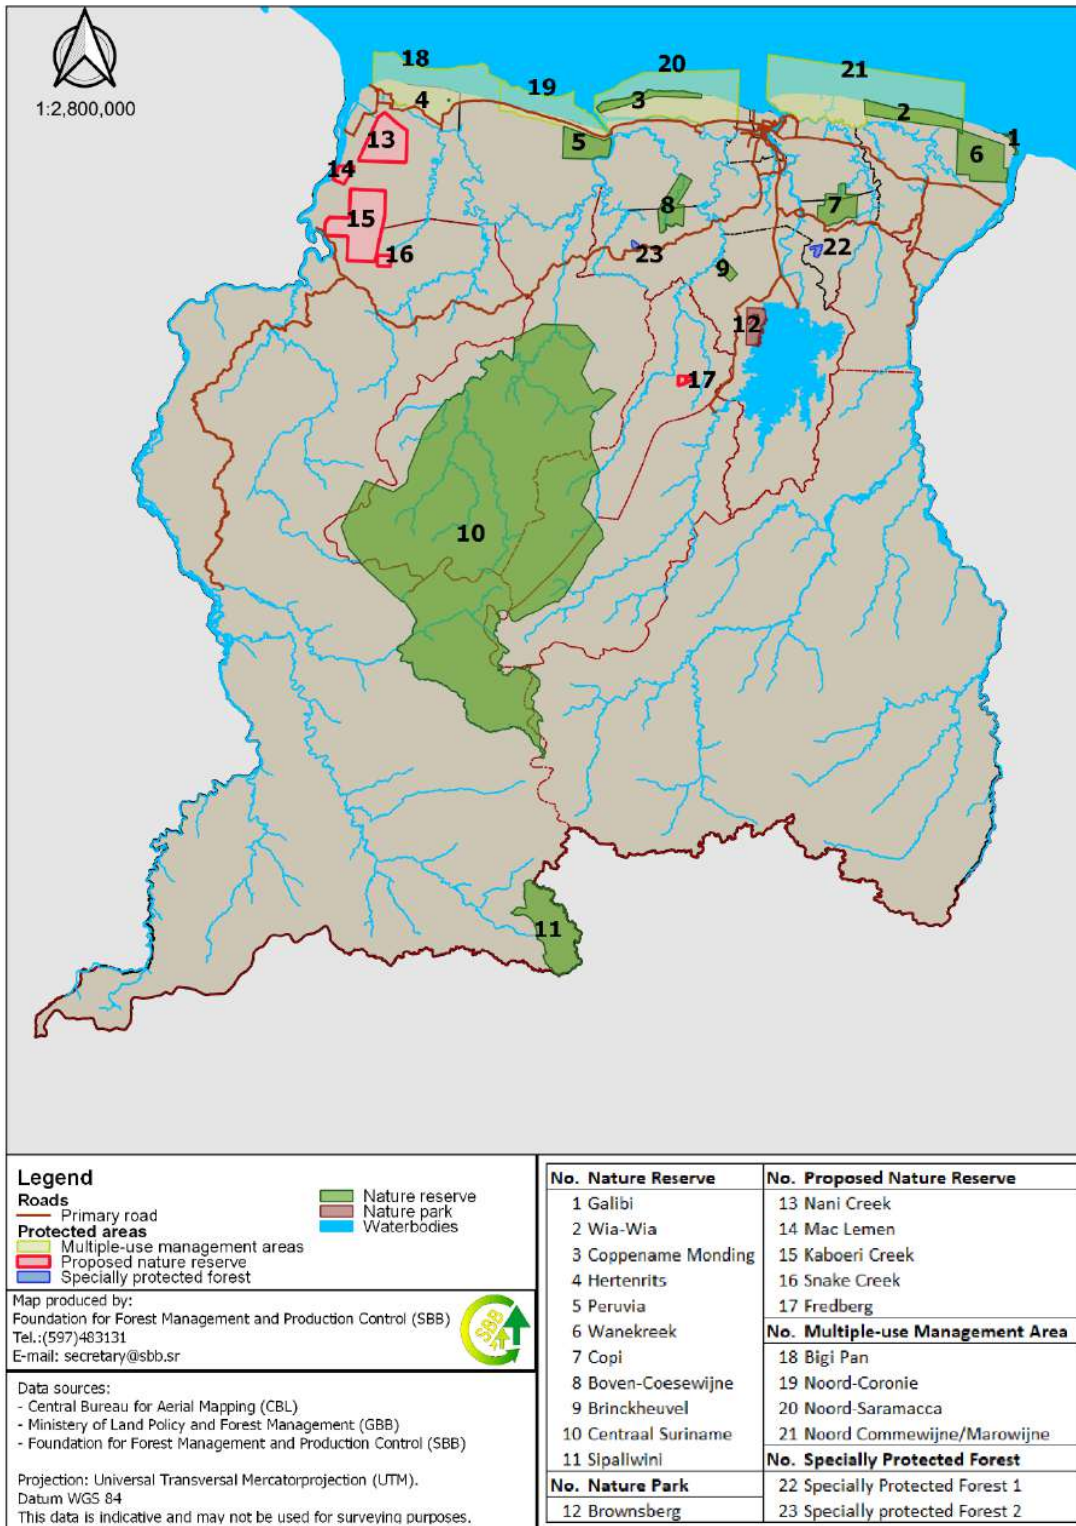 1:2,800,000
18
19
20
21
4
3
2
1
13
5
6
14
15
8
7
16
23
22
9
12
17
10
11
Legend
Roads
Primary road
Protected areas
Multiple-use management areas
Proposed nature reserve
Specially protected forest
Nature reserve
Nature park
Waterbodies
Map produced by:
Foundation for Forest Management and Production Control (SBB)
Tel.:(597)483131
E-mail: secretary@sbb.sr
SBB
Data sources:
- Central Bureau for Aerial Mapping (CBL)
- Ministry of Land Policy and Forest Management (GBB)
- Foundation for Forest Management and Production Control (SBB)
Projection: Universal Transversal Mercatorprojection (UTM).
Datum WGS 84
This data is indicative and may not be used for surveying purposes.
No. Nature Reserve
1 Galibi
2 Wia-Wia
3 Coppename Monding
4 Hertenrits
5 Peruvia
6 Wanekreek
7 Copi
8 Boven-Coesewijne
9 Brinckheuvel
10 Centraal Suriname
11 Sipaliwini
No. Nature Park
12 Brownsberg
No. Proposed Nature Reserve
13 Nani Creek
14 Mac Lemen
15 Kaboeri Creek
16 Snake Creek
17 Fredberg
No. Multiple-use Management Area
18 Bigi Pan
19 Noord-Coronie
20 Noord-Saramacca
21 Noord Commewijne/Marowijne
No. Specially Protected Forest
22 Specially Protected Forest 1
23 Specially protected Forest 2